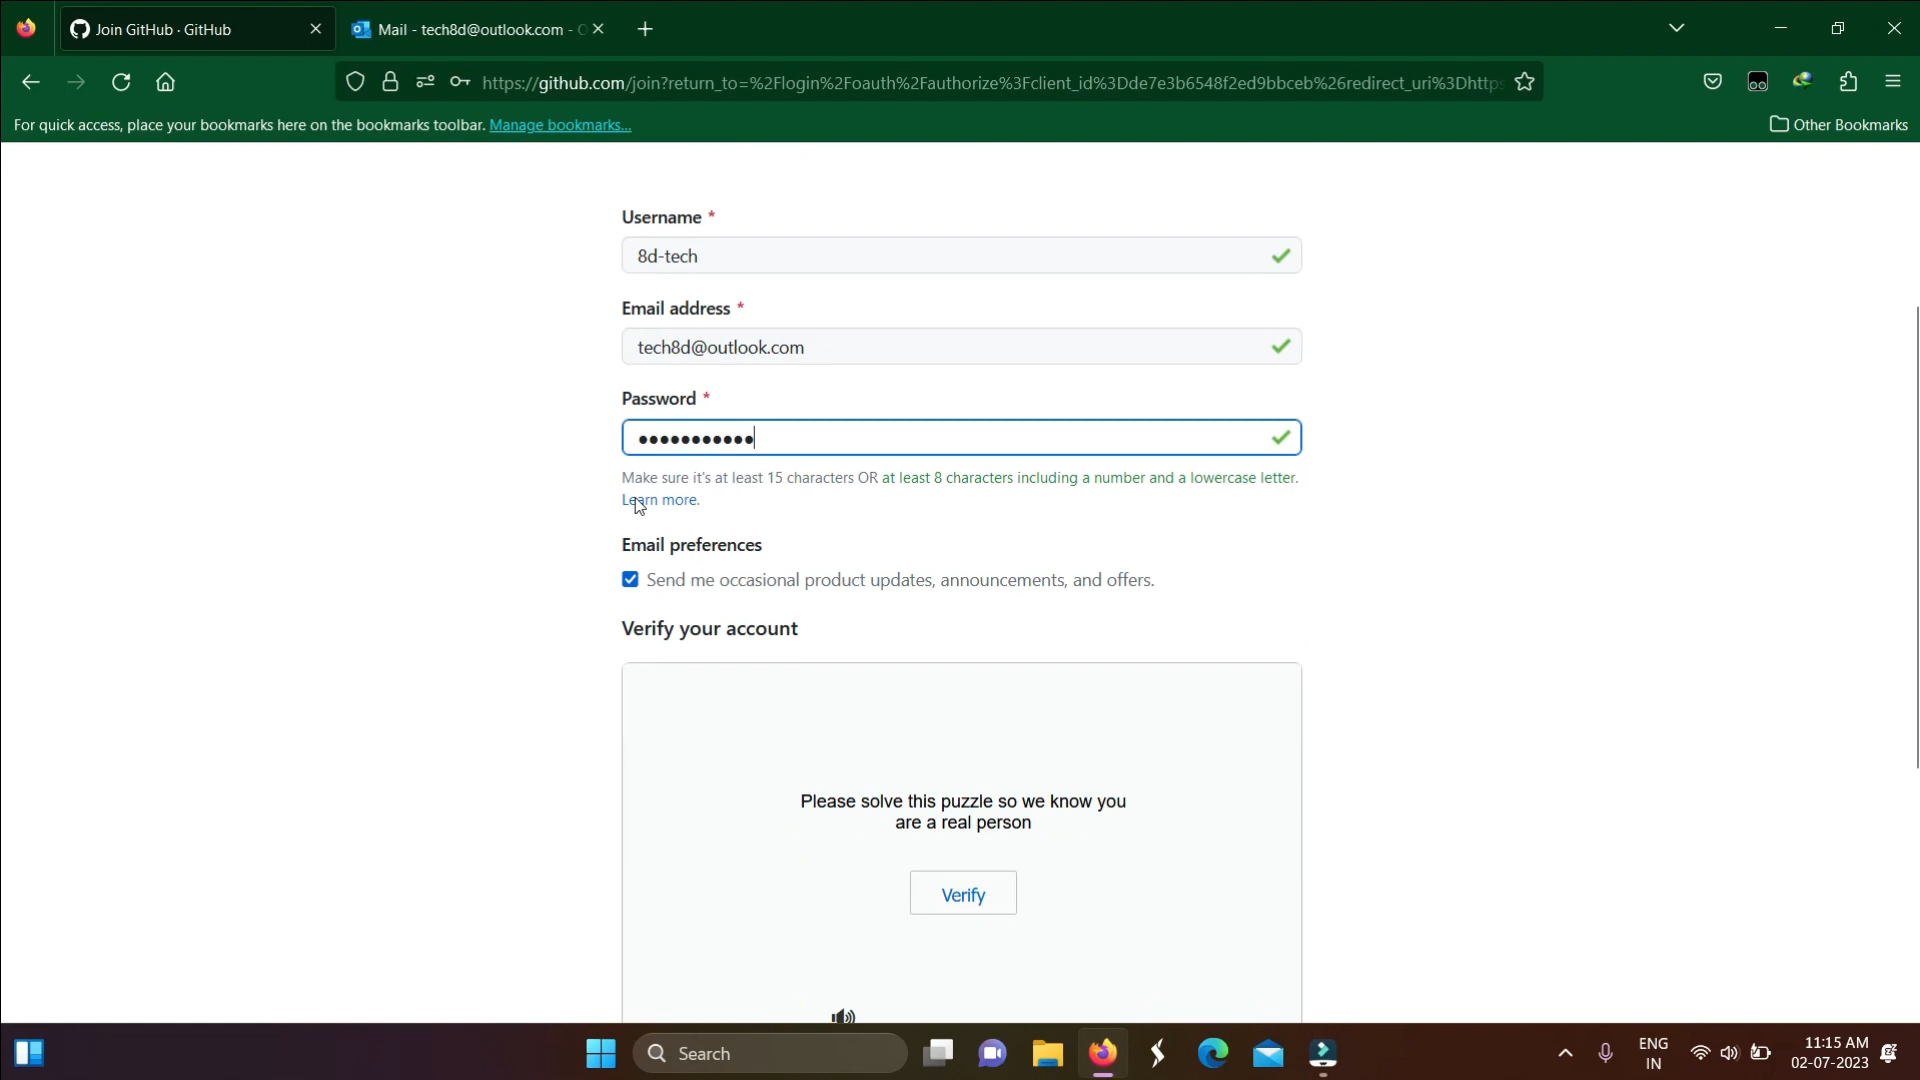 Join GitHub · GitHub
Mail - tech8d@outlook.com -
https://github.com/join?return_to=%2Flogin%2Foauth%2Fauthorize%3Fclient_id%3Dde7e3b6548f2ed9bbceb%26redirect_uri%3Dhttps
For quick access, place your bookmarks here on the bookmarks toolbar. Manage bookmarks...
Other Bookmarks
Username *
8d-tech
Email address *
tech8d@outlook.com
Password *
Make sure it's at least 15 characters OR at least 8 characters including a number and a lowercase letter.
Learn more.
Email preferences
Send me occasional product updates, announcements, and offers.
Verify your account
Please solve this puzzle so we know you
are a real person
Verify
Search
ENG
IN
11:15 AM
02-07-2023